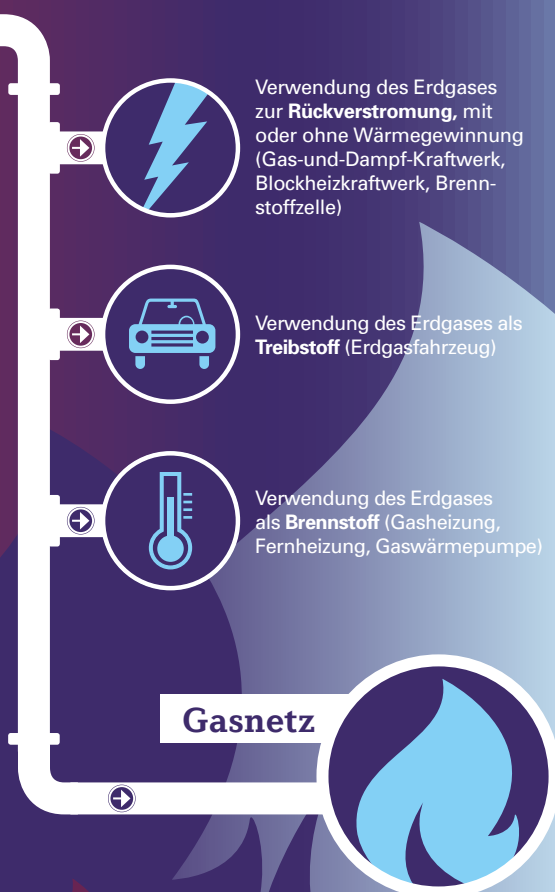 Verwendung des Erdgases
zur Rückverstromung, mit
oder ohne Wärmegewinnung
(Gas-und-Dampf-Kraftwerk,
Blockheizkraftwerk, Brenn-
stoffzelle)
Verwendung des Erdgases als
Treibstoff (Erdgasfahrzeug)
Verwendung des Erdgases
als Brennstoff (Gasheizung,
Fernheizung, Gaswärmepumpe)
Gasnetz